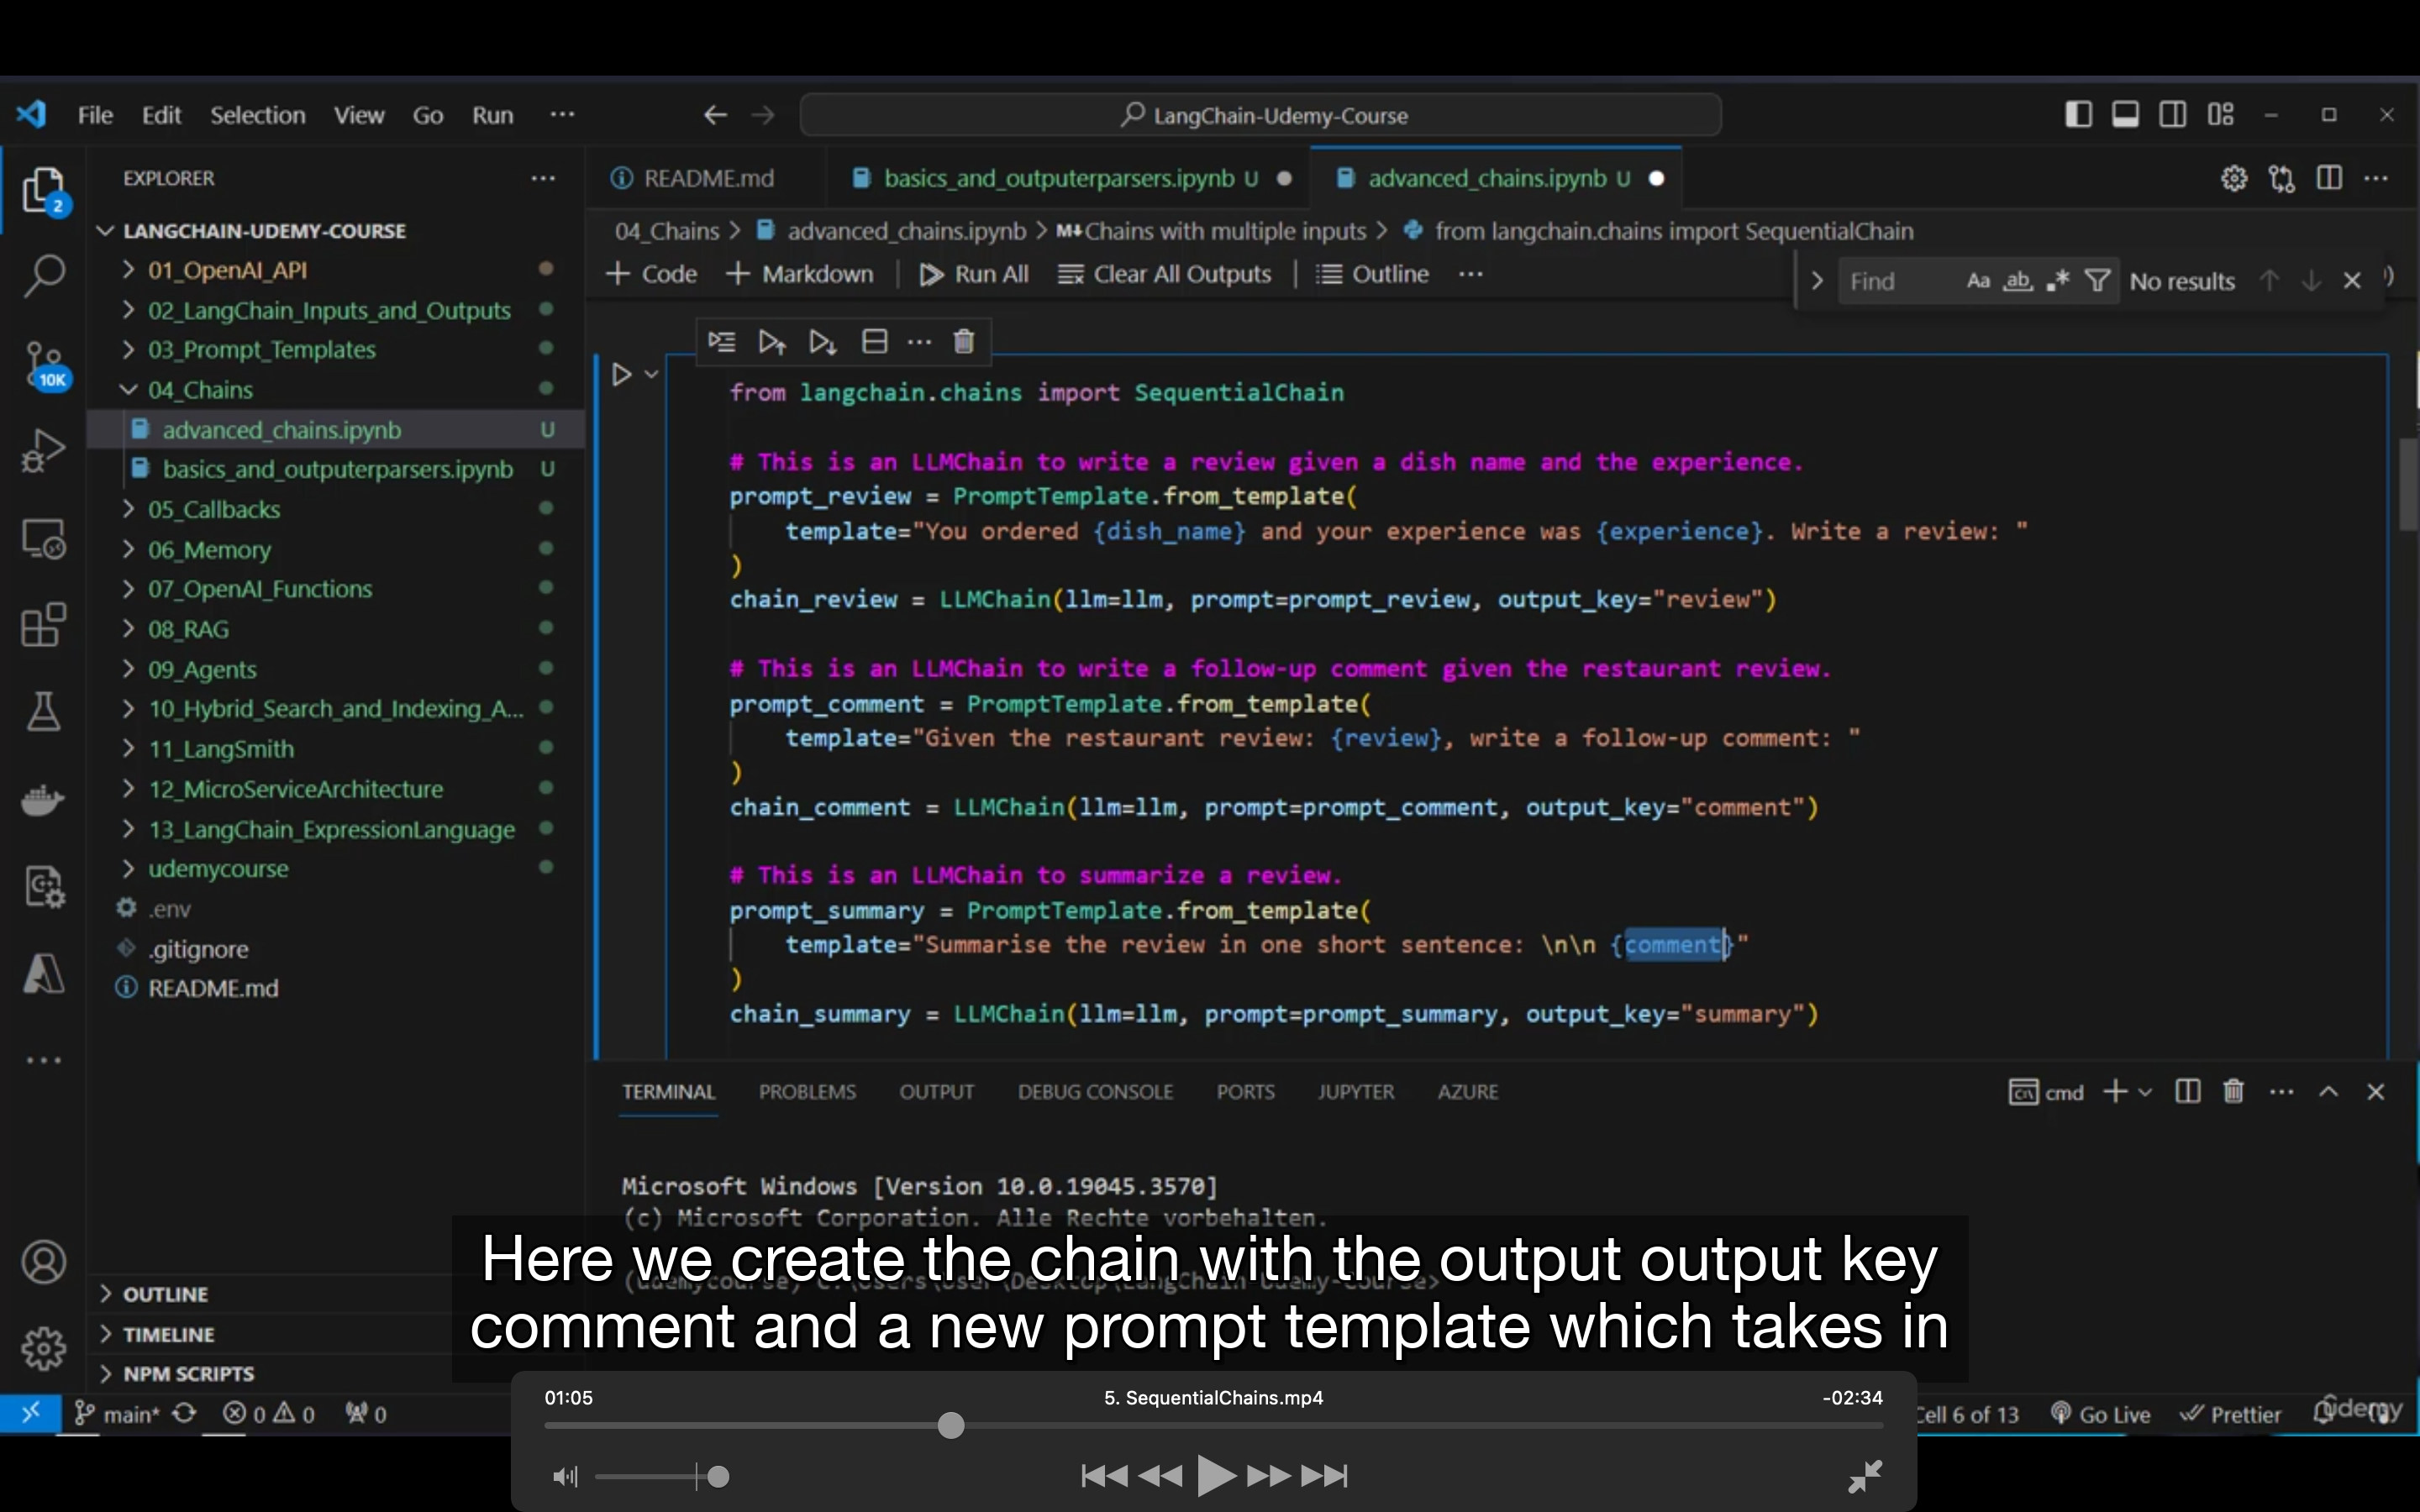 File Edit Selection View Go Run ···
LangChain-Udemy-Course
EXPLORER
LANGCHAIN-UDEMY-COURSE
01_OpenAI_API
02_LangChain_Inputs_and_Outputs
03_Prompt_Templates
04_Chains
advanced_chains.ipynb U
basics_and_outputerparsers.ipynb U
05_Callbacks
06_Memory
07_OpenAI_Functions
08_RAG
09_Agents
10_Hybrid_Search_and_Indexing_A...
11_LangSmith
12_MicroServiceArchitecture
13_LangChain_ExpressionLanguage
udemycourse
.env
.gitignore
README.md
OUTLINE
TIMELINE
NPM SCRIPTS
2
10K
README.md
basics_and_outputerparsers.ipynb U
advanced_chains.ipynb U
04_Chains > advanced_chains.ipynb > M↓Chains with multiple inputs > from langchain.chains import SequentialChain
+ Code + Markdown Run All Clear All Outputs Outline ···
Find Aa ab .* No results
from langchain.chains import SequentialChain
# This is an LLMChain to write a review given a dish name and the experience.
prompt_review = PromptTemplate.from_template(
template="You ordered {dish_name} and your experience was {experience}. Write a review: "
)
chain_review = LLMChain(llm=llm, prompt=prompt_review, output_key="review")
# This is an LLMChain to write a follow-up comment given the restaurant review.
prompt_comment = PromptTemplate.from_template(
template="Given the restaurant review: {review}, write a follow-up comment: "
)
chain_comment = LLMChain(llm=llm, prompt=prompt_comment, output_key="comment")
# This is an LLMChain to summarize a review.
prompt_summary = PromptTemplate.from_template(
template="Summarise the review in one short sentence: \n\n {comment}"
)
chain_summary = LLMChain(llm=llm, prompt=prompt_summary, output_key="summary")
TERMINAL PROBLEMS OUTPUT DEBUG CONSOLE PORTS JUPYTER AZURE
cmd
Microsoft Windows [Version 10.0.19045.3570]
(c) Microsoft Corporation. Alle Rechte vorbehalten.
(udemycourse) C:\Users\User\Desktop\LangChain-Udemy-Course>
Here we create the chain with the output output key
comment and a new prompt template which takes in
01:05 5. SequentialChains.mp4 -02:34
main* 0 0 0
Cell 6 of 13 Go Live Prettier
udemy